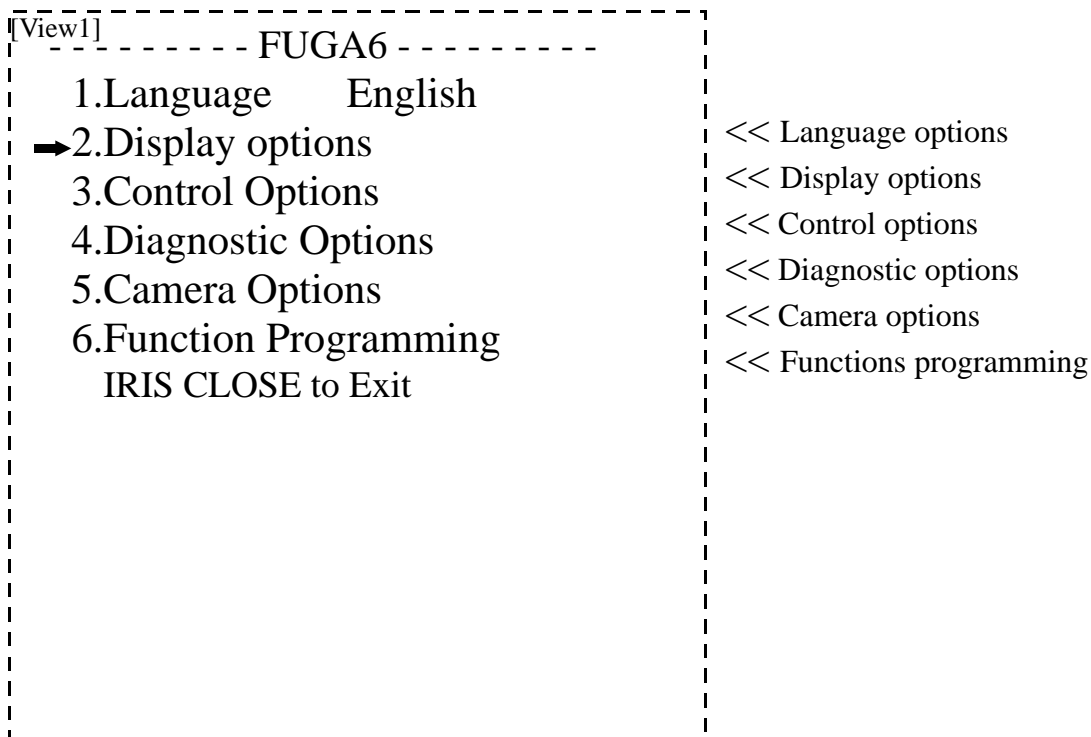 [View1]
- - - - - - - - - FUGA6 - - - - - - - - -
1.Language English
2.Display options
3.Control Options
4.Diagnostic Options
5.Camera Options
6.Function Programming
IRIS CLOSE to Exit
<< Language options
<< Display options
<< Control options
<< Diagnostic options
<< Camera options
<< Functions programming